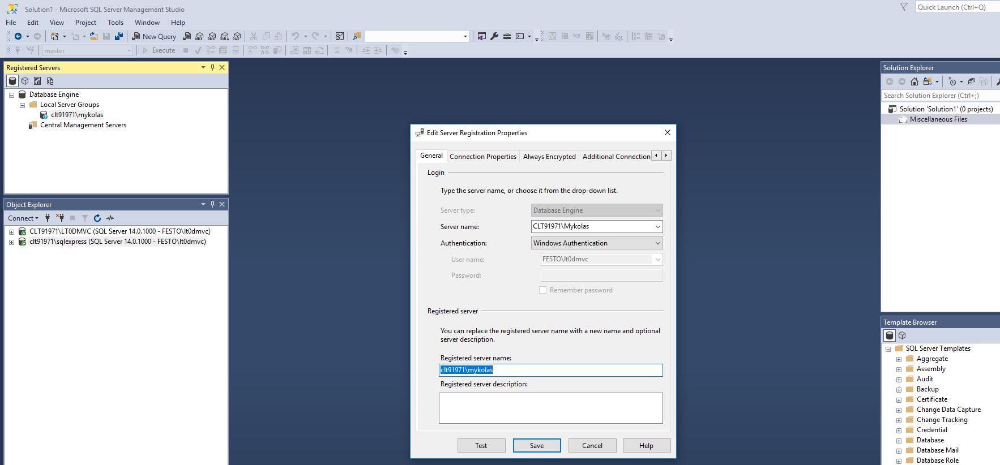 Solution1 - Microsoft SQL Server Management Studio
Quick Launch (Ctrl+Q)
File Edit View Project Tools Window Help
New Query MDX DMX XMLA DAX
SQL
SQL
master
Execute
Registered Servers
Database Engine
Local Server Groups
clt91971\mykolas
Central Management Servers
Object Explorer
Connect
CLT91971\LT0DMVC (SQL Server 14.0.1000 - FESTO\lt0dmvc)
clt91971\sqlexpress (SQL Server 14.0.1000 - FESTO\lt0dmvc)
Edit Server Registration Properties
General Connection Properties Always Encrypted Additional Connection
Login
Type the server name, or choose it from the drop-down list.
Server type: Database Engine
Server name: CLT91971\Mykolas
Authentication: Windows Authentication
User name: FESTO\lt0dmvc
Password:
Remember password
Registered server
You can replace the registered server name with a new name and optional
server description.
Registered server name:
clt91971\mykolas
Registered server description:
Test Save Cancel Help
Solution Explorer
Search Solution Explorer (Ctrl+;)
Solution 'Solution1' (0 projects)
Miscellaneous Files
Template Browser
SQL Server Templates
Aggregate
Assembly
Audit
Backup
Certificate
Change Data Capture
Change Tracking
Credential
Database
Database Mail
Database Role